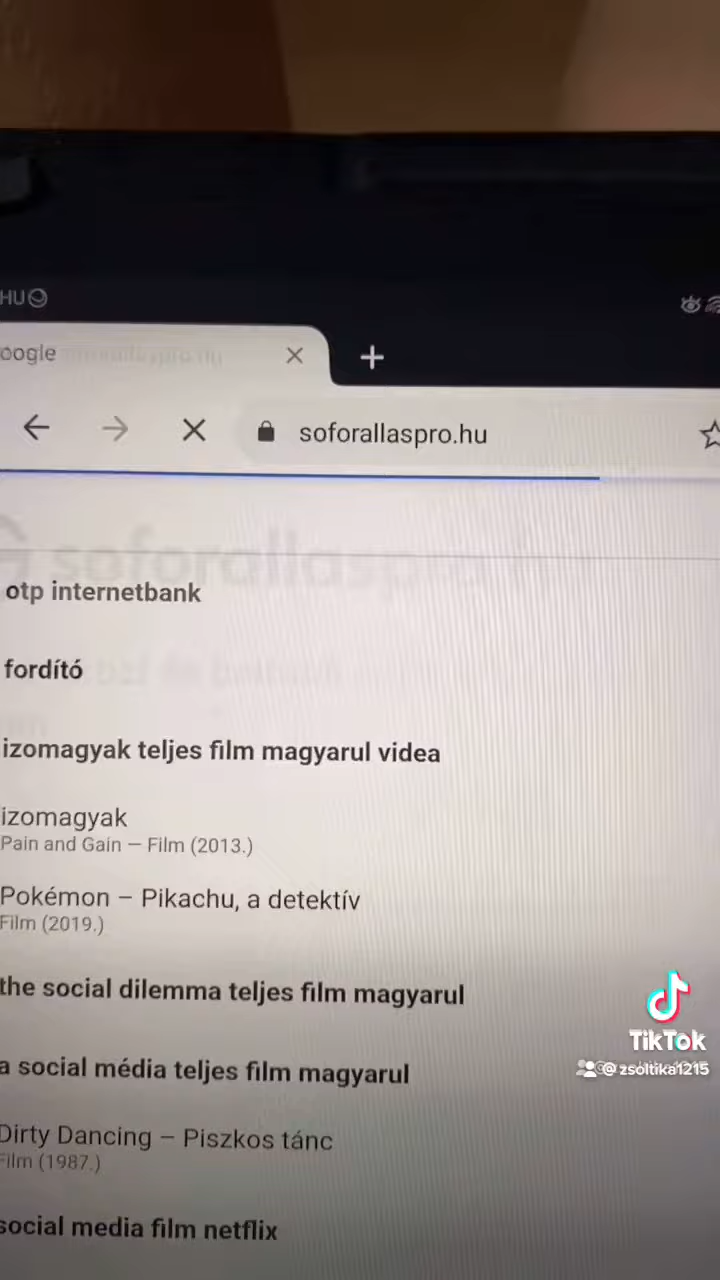 HU
oogle
soforallaspro.hu
soforallaspro.h
otp internetbank
fordító
izomagyak teljes film magyarul videa
izomagyak
Pain and Gain – Film (2013.)
Pokémon – Pikachu, a detektív
Film (2019.)
the social dilemma teljes film magyarul
TikTok
@zsoltika1215
a social média teljes film magyarul
Dirty Dancing – Piszkos tánc
Film (1987.)
social media film netflix